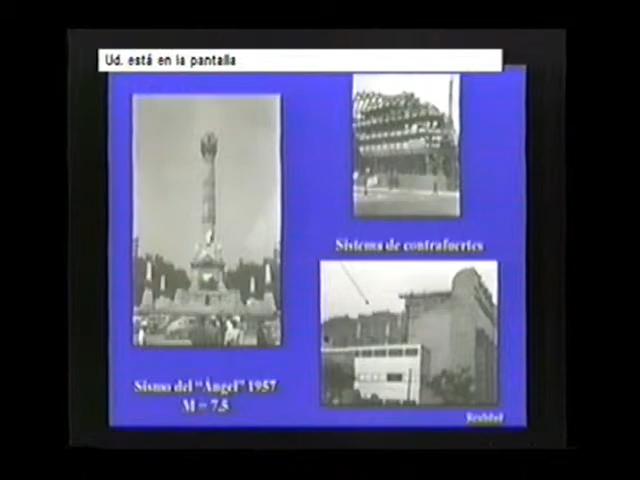 Ud. está en la pantalla
Sistema de contrafuertes
Sismo del "Ángel" 1957
M = 7.5